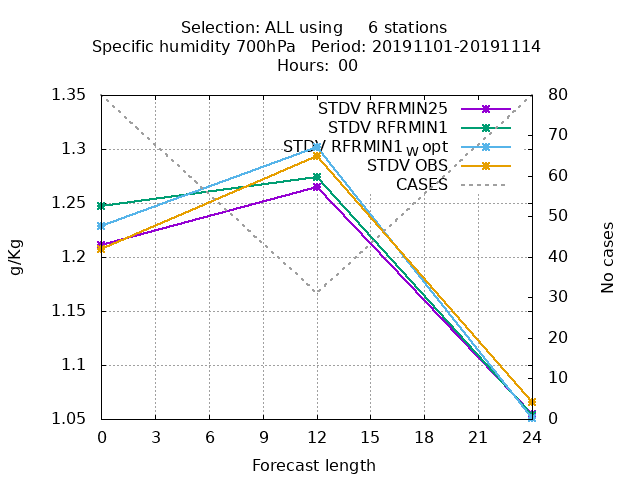 Selection: ALL using     6 stations
Specific humidity 700hPa   Period: 20191101-20191114
Hours: 00
1.35
1.3
1.25
1.2
1.15
1.1
1.05
g/Kg
STDV RFRMIN25
STDV RFRMIN1
STDV RFRMIN1_W opt
STDV OBS
CASES
80
70
60
50
40
30
20
10
0
No cases
0 3 6 9 12 15 18 21 24
Forecast length